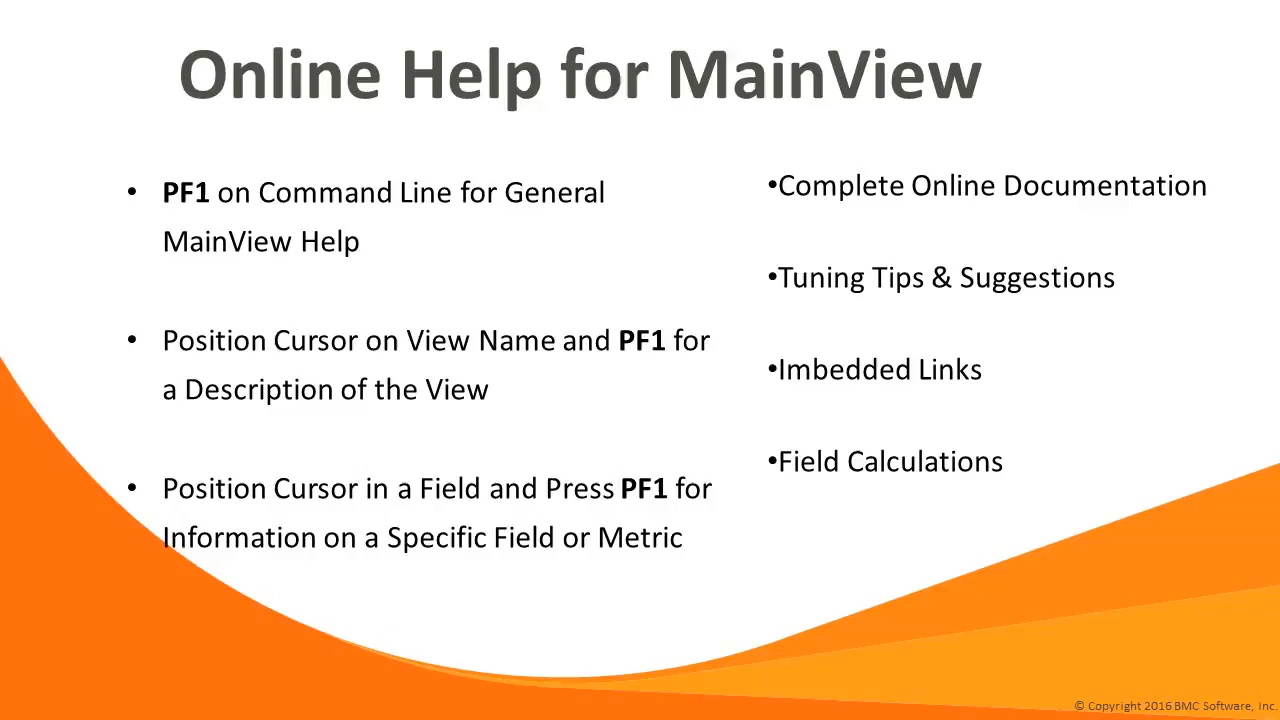 Online Help for MainView
• PF1 on Command Line for General
MainView Help
• Position Cursor on View Name and PF1 for
a Description of the View
• Position Cursor in a Field and Press PF1 for
Information on a Specific Field or Metric
•Complete Online Documentation
•Tuning Tips & Suggestions
•Imbedded Links
•Field Calculations
© Copyright 2016 BMC Software, Inc.